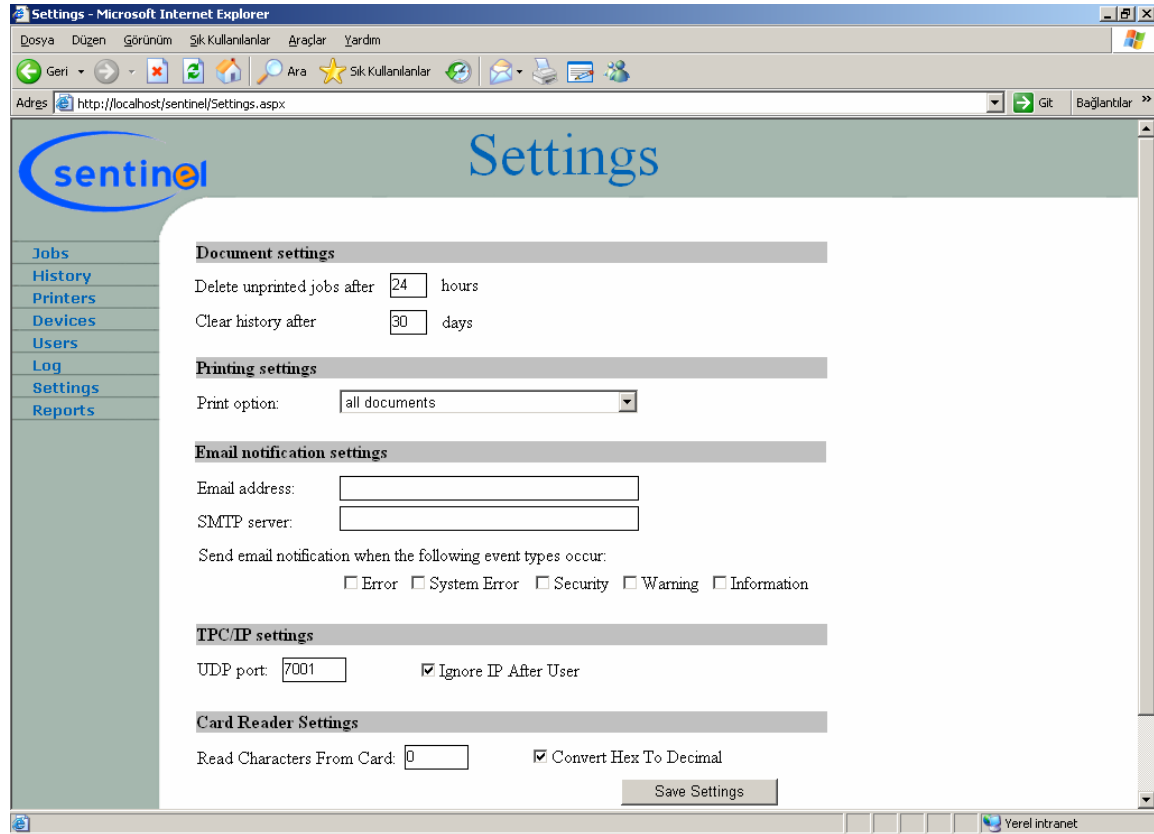 Settings - Microsoft Internet Explorer
Dosya Düzen Görünüm Sık Kullanılanlar Araçlar Yardım
Geri Ara Sık Kullanılanlar
Adres http://localhost/sentinel/Settings.aspx Git Bağlantılar »
sentinel
Settings
Jobs
History
Printers
Devices
Users
Log
Settings
Reports
Document settings
Delete unprinted jobs after 24 hours
Clear history after 30 days
Printing settings
Print option: all documents
Email notification settings
Email address:
SMTP server:
Send email notification when the following event types occur:
Error System Error Security Warning Information
TPC/IP settings
UDP port: 7001 Ignore IP After User
Card Reader Settings
Read Characters From Card: 0 Convert Hex To Decimal
Save Settings
Yerel intranet